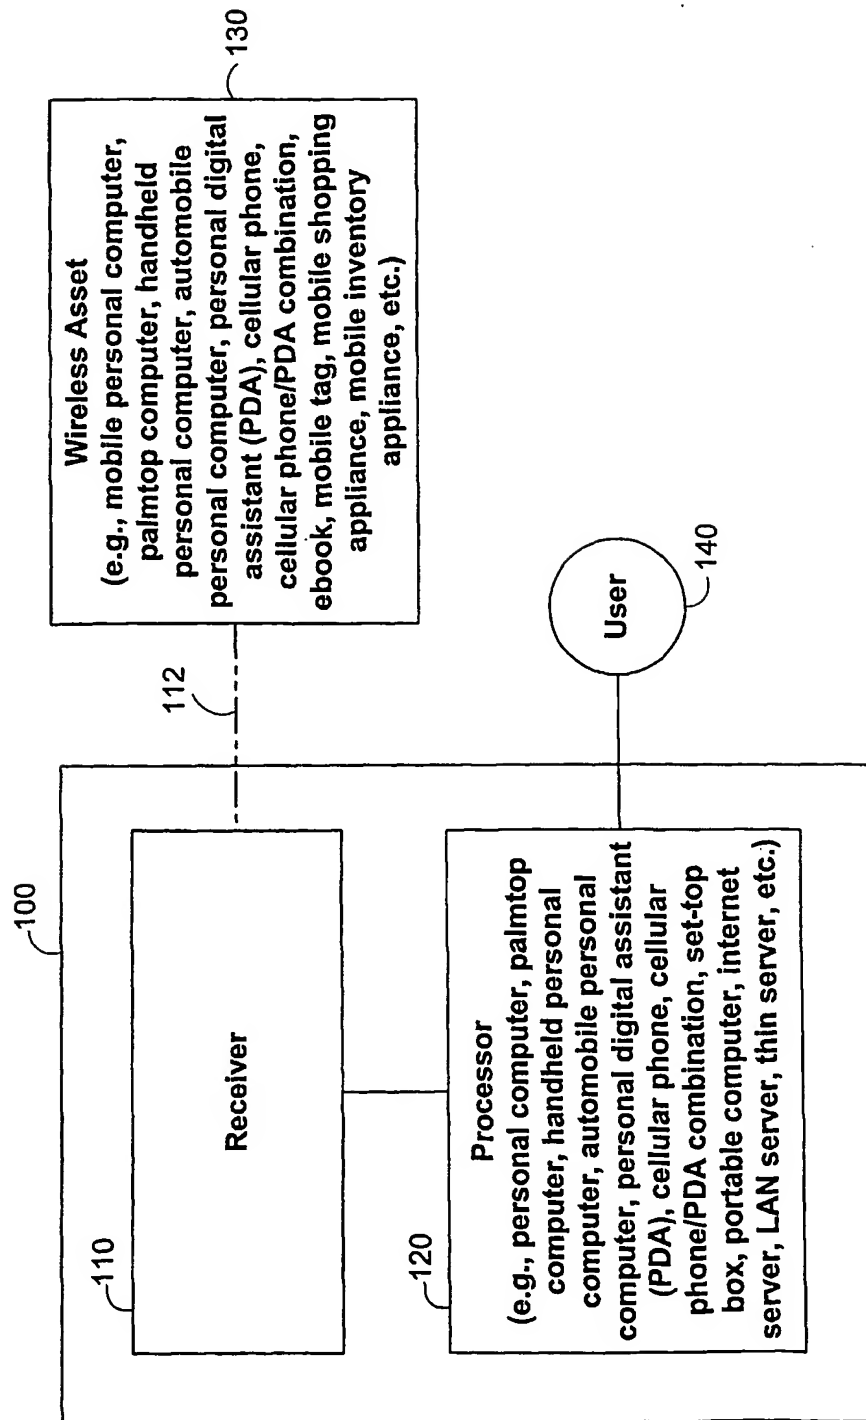 100
110
Receiver
112
130
Wireless Asset
(e.g., mobile personal computer,
palmtop computer, handheld
personal computer, automobile
personal computer, personal digital
assistant (PDA), cellular phone,
cellular phone/PDA combination,
ebook, mobile tag, mobile shopping
appliance, mobile inventory
appliance, etc.)
120
Processor
(e.g., personal computer, palmtop
computer, handheld personal
computer, automobile personal
computer, personal digital assistant
(PDA), cellular phone, cellular
phone/PDA combination, set-top
box, portable computer, internet
server, LAN server, thin server, etc.)
User
140